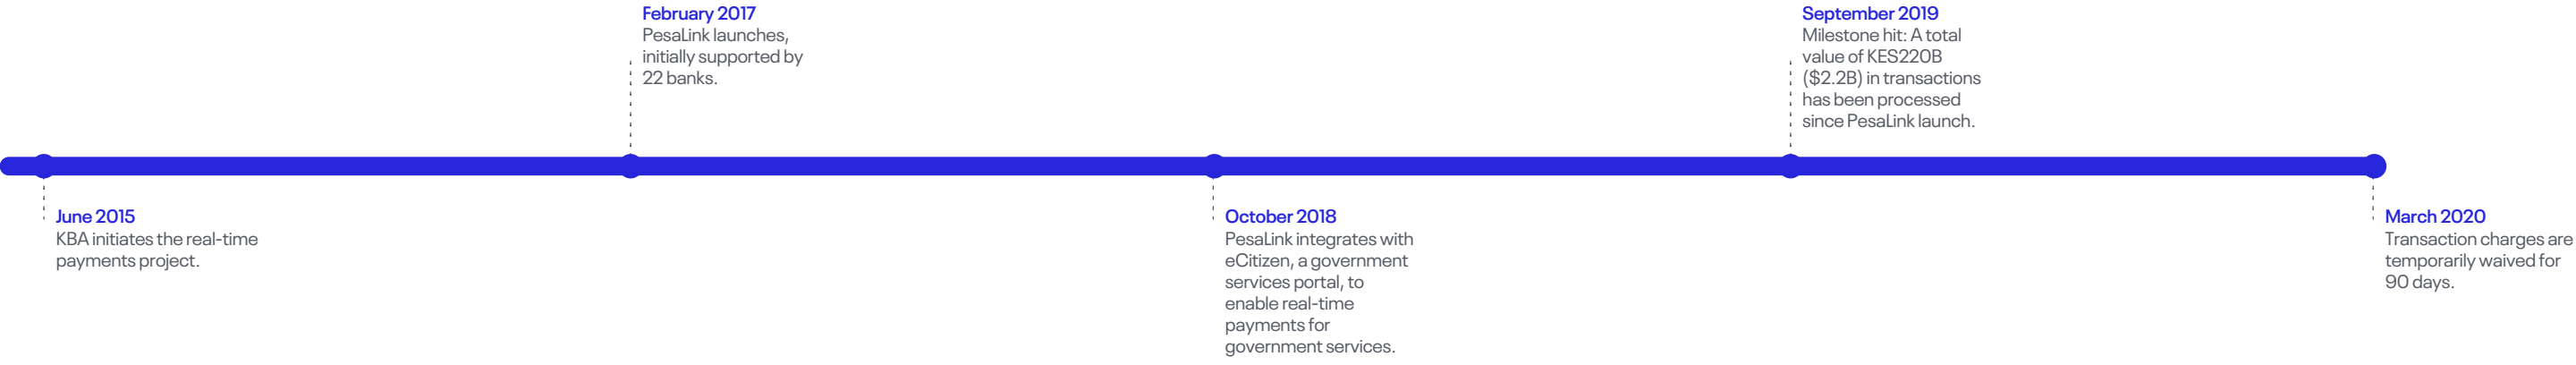 February 2017
PesaLink launches,
initially supported by
22 banks.
September 2019
Milestone hit: A total
value of KES220B
($2.2B) in transactions
has been processed
since PesaLink launch.
June 2015
KBA initiates the real-time
payments project.
October 2018
PesaLink integrates with
eCitizen, a government
services portal, to
enable real-time
payments for
government services.
March 2020
Transaction charges are
temporarily waived for
90 days.